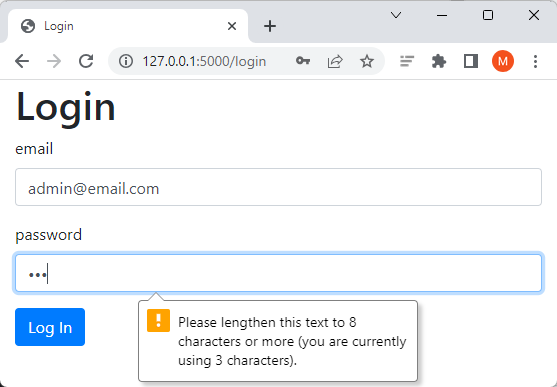 Login
127.0.0.1:5000/login
M
Login
email
admin@email.com
password
•••
Log In
Please lengthen this text to 8
characters or more (you are currently
using 3 characters).